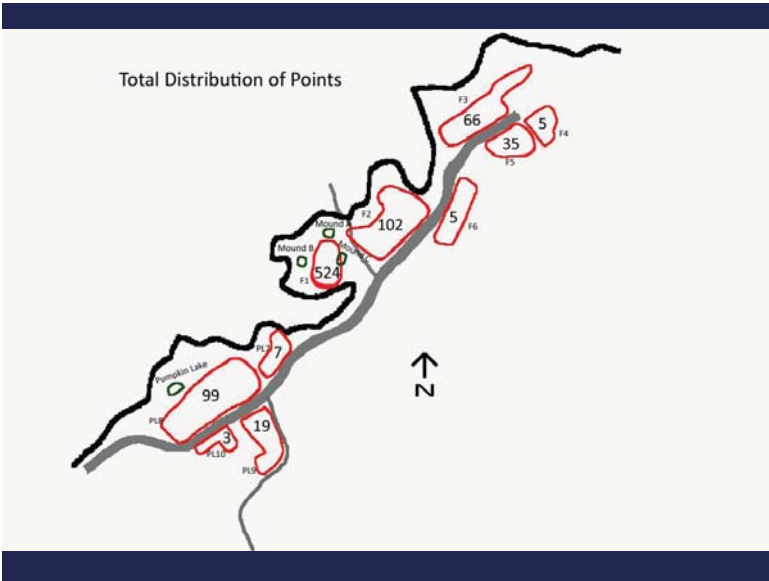 Total Distribution of Points
F3
66
5
F4
35
F5
F2
102
5
F6
Mound A
Mound B
Mound C
F1
524
PL7
7
Pumpkin Lake
99
PL8
3
19
PL10
PL9
N